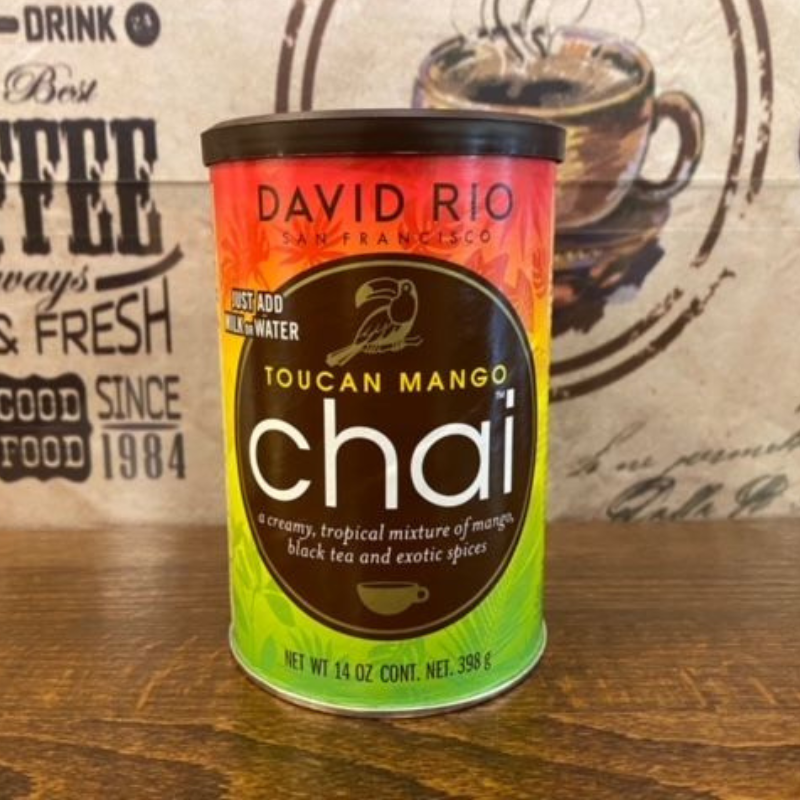 DRINK
Best
FFEE
ways
& FRESH
GOOD
FOOD
SINCE
1984
DAVID RIO
SAN FRANCISCO
JUST ADD
MILK or WATER
TOUCAN MANGO
chai™
a creamy, tropical mixture of mango,
black tea and exotic spices
NET WT 14 OZ CONT. NET. 398 g